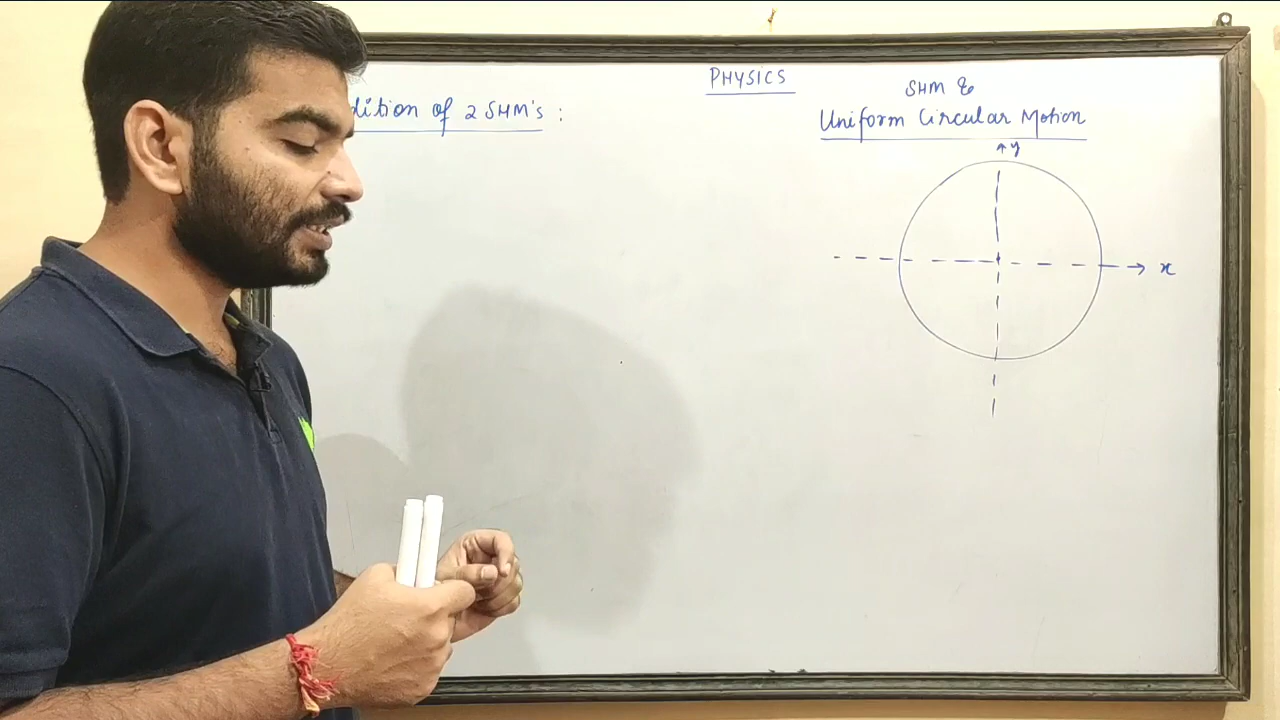 PHYSICS
dition of 2 SHM's :
SHM &
Uniform Circular Motion
y
x